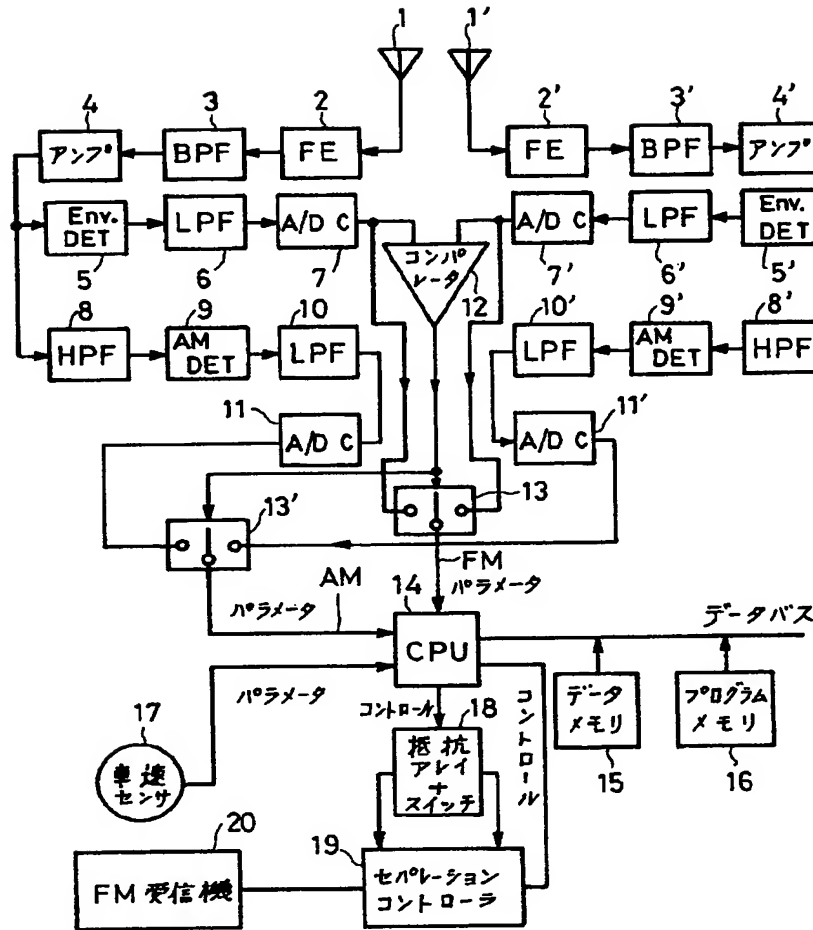 1 1′
4 3 2 2′ 3′ 4′
アンプ BPF FE FE BPF アンプ
Env. DET LPF A/D C A/D C LPF Env. DET
コンパレータ
5 6 7 12 7′ 6′ 5′
8 9 10 10′ 9′ 8′
HPF AM DET LPF LPF AM DET HPF
11 11′
A/D C A/D C
13
13′
FM
AM パラメータ
パラメータ 14 データバス
CPU
パラメータ
17 コントロール 18 コントロール データメモリ プログラムメモリ
車速センサ 抵抗アレイ+スイッチ 15 16
20
19
FM 受信機 セパレーションコントローラ